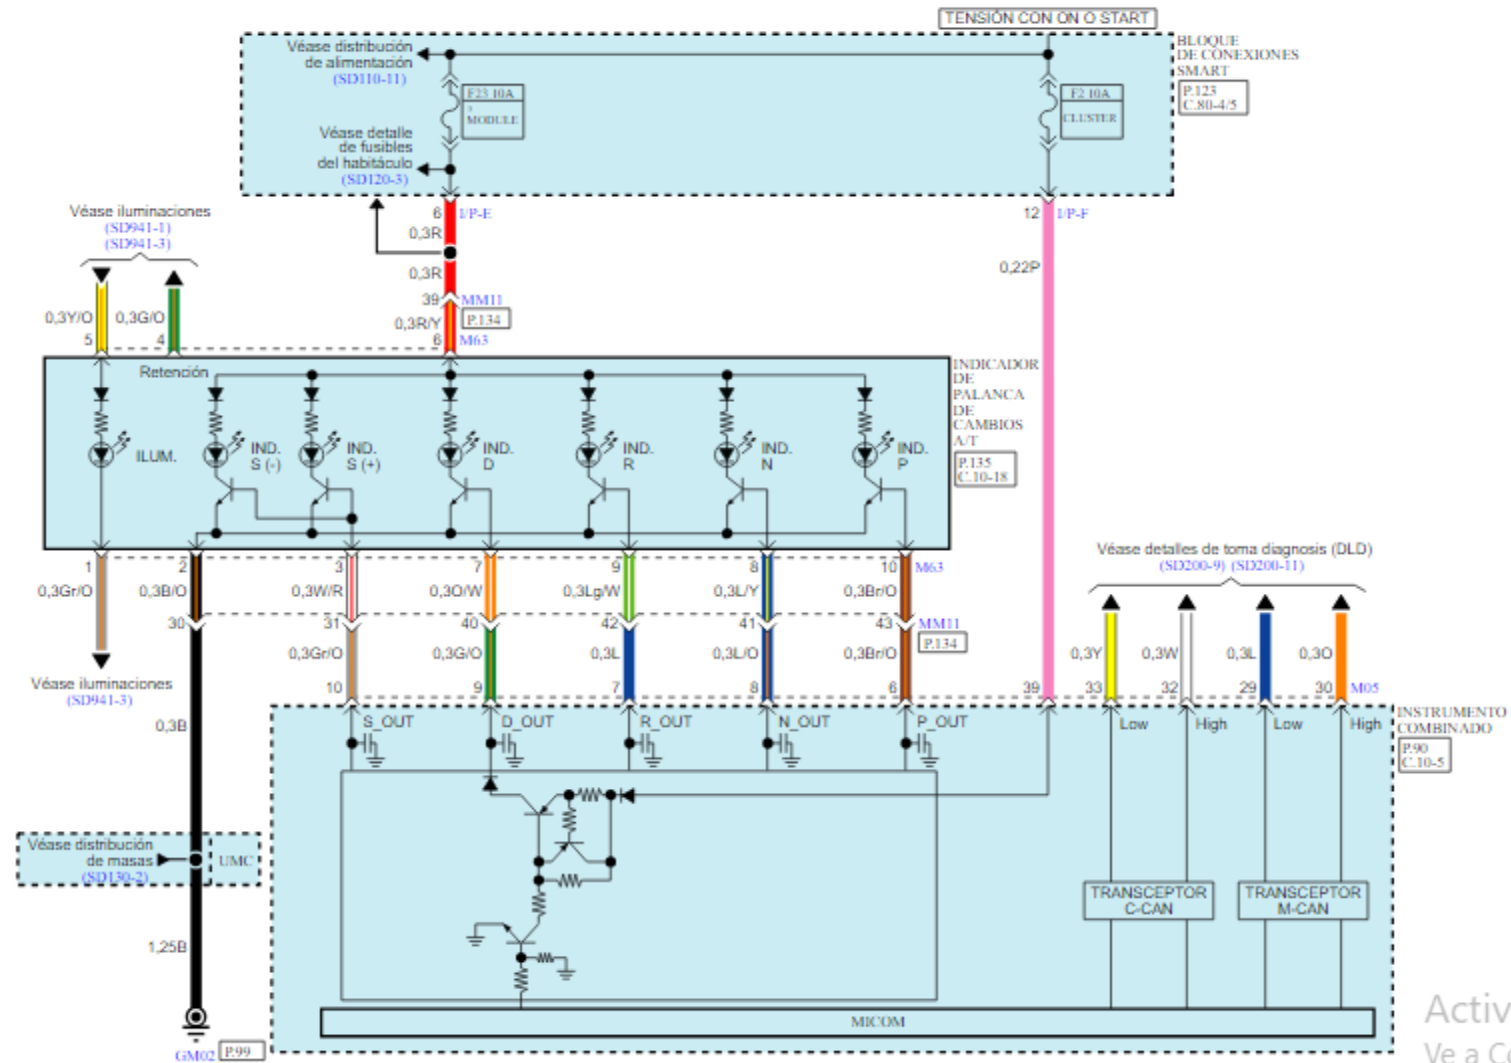 TENSIÓN CON ON O START
Véase distribución
de alimentación
(SD110-11)
F23 10A
MODULE
F2 10A
CLUSTER
BLOQUE
DE CONEXIONES
SMART
P.123
C.80-4/5
Véase detalle
de fusibles
del habitáculo
(SD120-3)
Véase iluminaciones
(SD941-1)
(SD941-3)
6 I/P-E
12 I/P-F
0,3R
0,3R
0,22P
39 MM11
P.134
0,3Y/O
0,3G/O
0,3R/Y
5
4
6 M63
Retención
INDICADOR
DE
PALANCA
DE
CAMBIOS
A/T
P.135
C.10-18
ILUM.
IND.
S (-)
IND.
S (+)
IND.
D
IND.
R
IND.
N
IND.
P
1
2
3
7
9
8
10 M63
0,3Gr/O
0,3B/O
0,3W/R
0,3O/W
0,3Lg/W
0,3L/Y
0,3Br/O
30
31
40
42
41
43 MM11
P.134
Véase detalles de toma diagnosis (DLD)
(SD200-9) (SD200-11)
Véase iluminaciones
(SD941-3)
0,3Gr/O
0,3G/O
0,3L
0,3L/O
0,3Br/O
0,3Y
0,3W
0,3L
0,3O
10
9
7
8
6
39
33
32
29
30 M05
0,3B
S_OUT
D_OUT
R_OUT
N_OUT
P_OUT
Low
High
Low
High
INSTRUMENTO
COMBINADO
P.90
C.10-5
Véase distribución
de masas
(SD130-2)
UMC
TRANSCEPTOR
C-CAN
TRANSCEPTOR
M-CAN
1,25B
MICOM
GM02
P.99
Activ
Ve a Co